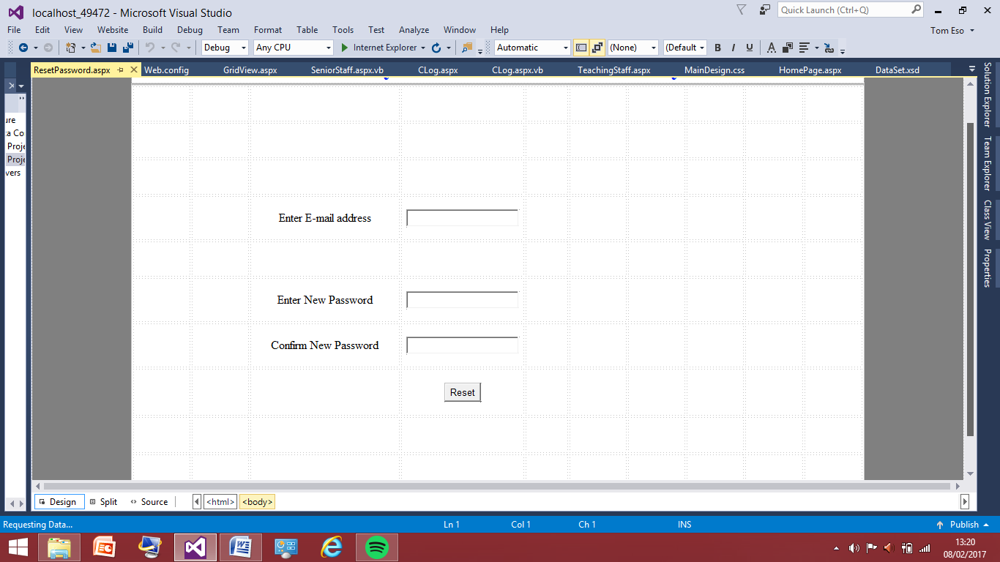 localhost_49472 - Microsoft Visual Studio
Quick Launch (Ctrl+Q)
File Edit View Website Build Debug Team Format Table Tools Test Analyze Window Help
Tom Eso
Debug Any CPU Internet Explorer Automatic (None) (Default B I U A
ResetPassword.aspx Web.config GridView.aspx SeniorStaff.aspx.vb CLog.aspx CLog.aspx.vb TeachingStaff.aspx MainDesign.css HomePage.aspx DataSet.xsd
Solution Explorer
Team Explorer
Class View
Properties
ure
ta Co
Proje
Proje
vers
Enter E-mail address
Enter New Password
Confirm New Password
Reset
Design Split Source <html> <body>
Requesting Data... Ln 1 Col 1 Ch 1 INS Publish
13:20
08/02/2017